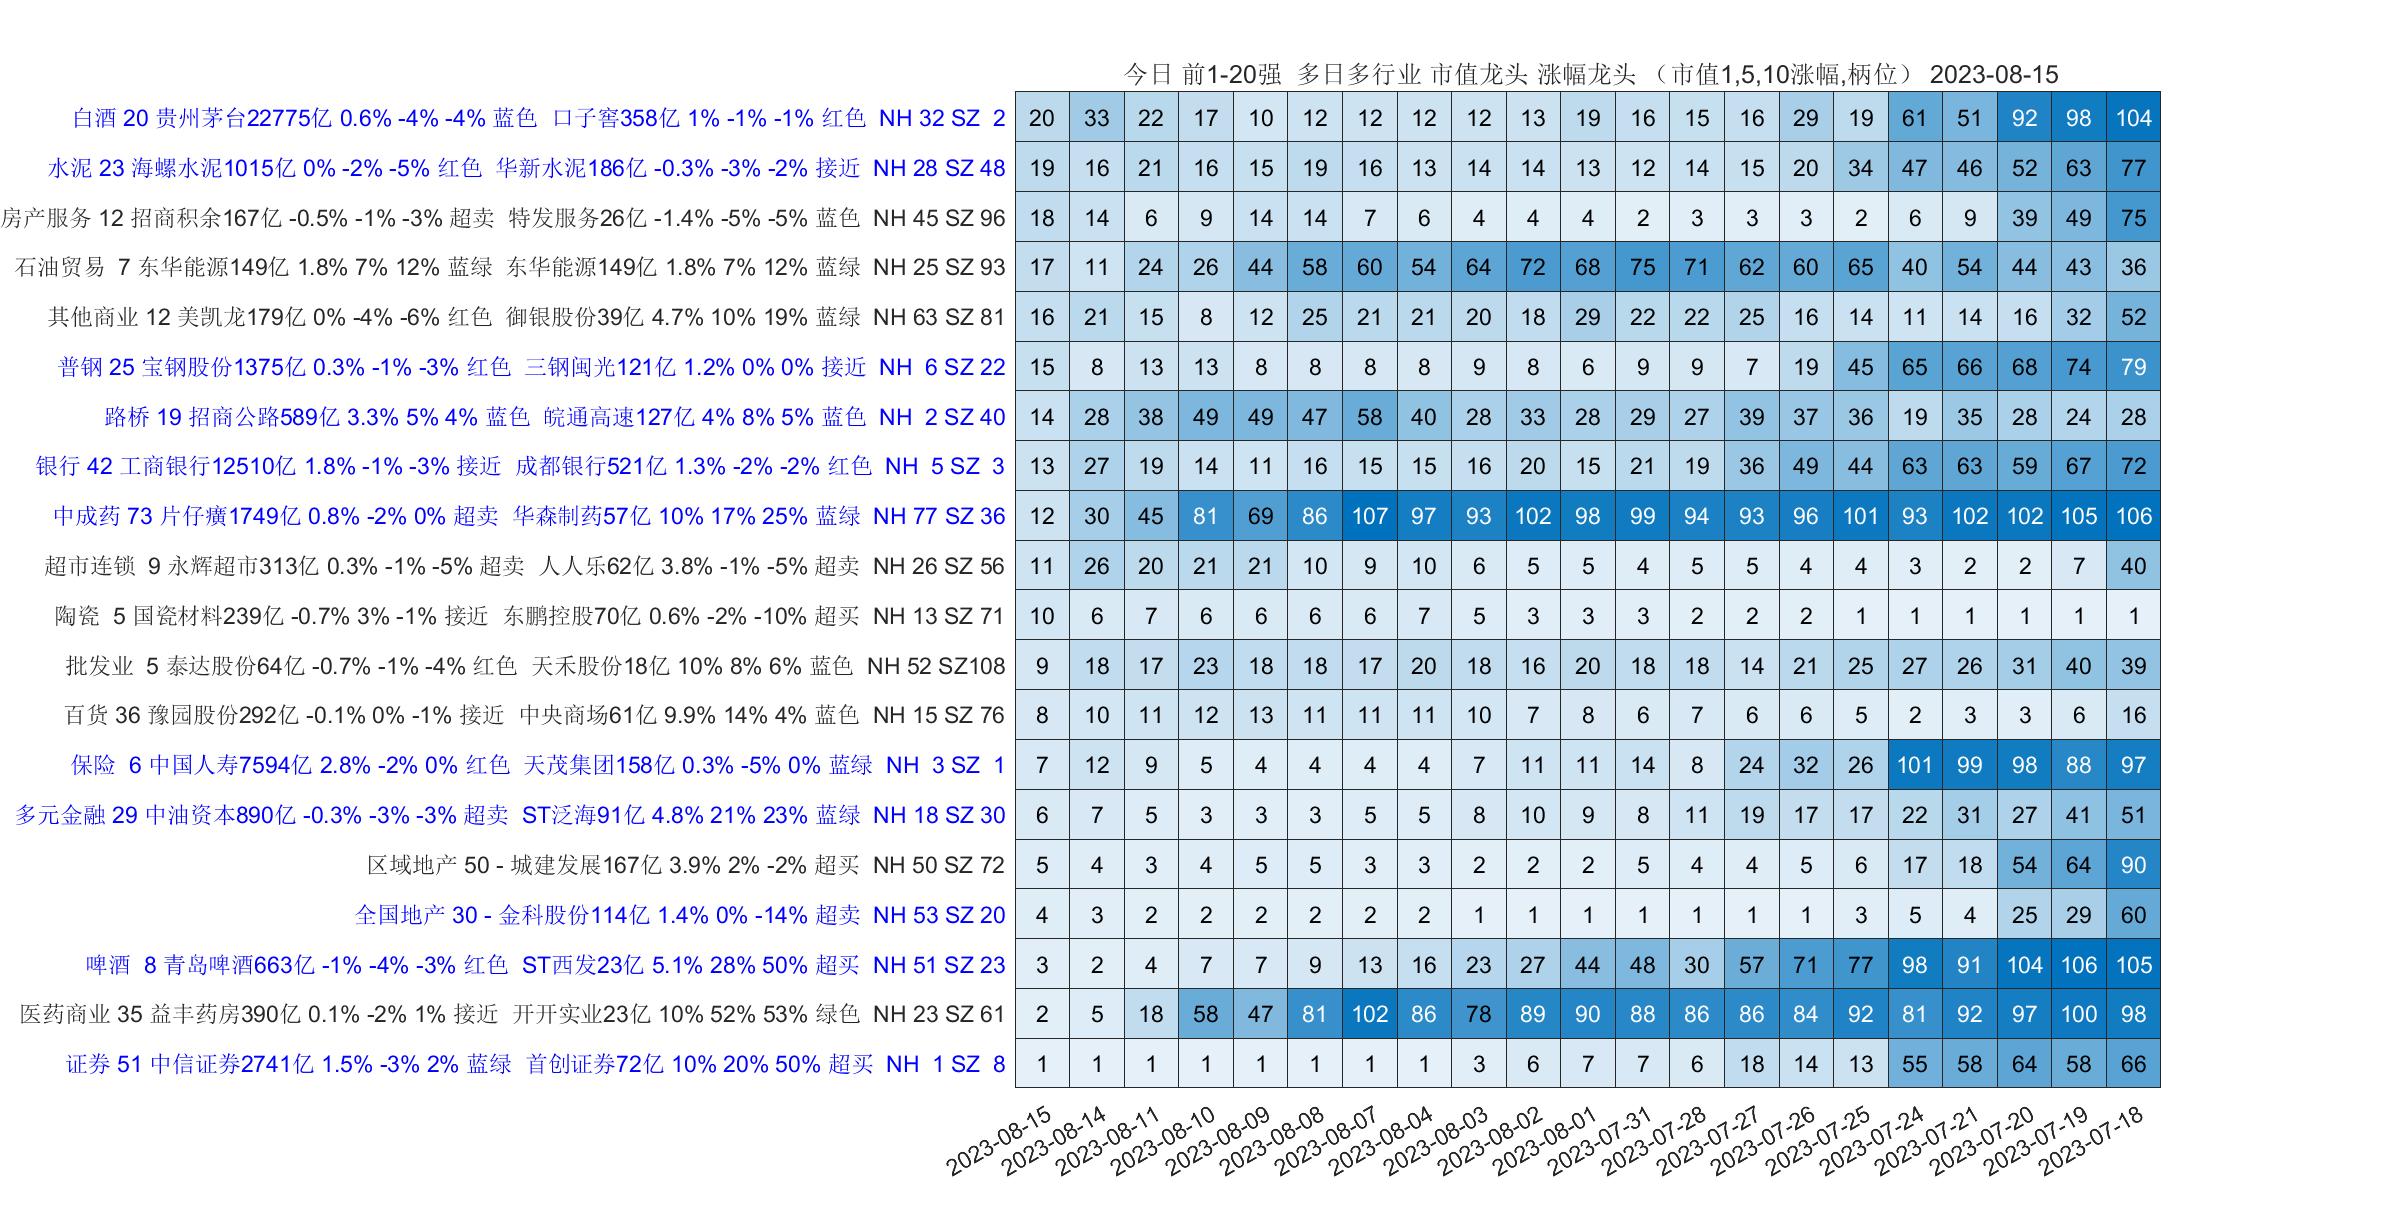 今日 前1-20强 多日多行业 市值龙头 涨幅龙头 （市值1,5,10涨幅,柄位） 2023-08-15
白酒 20 贵州茅台22775亿 0.6% -4% -4% 蓝色 口子窖358亿 1% -1% -1% 红色 NH 32 SZ 2 20 33 22 17 10 12 12 12 12 13 19 16 15 16 29 19 61 51 92 98 104
水泥 23 海螺水泥1015亿 0% -2% -5% 红色 华新水泥186亿 -0.3% -3% -2% 接近 NH 28 SZ 48 19 16 21 16 15 19 16 13 14 14 13 12 14 15 20 34 47 46 52 63 77
房产服务 12 招商积余167亿 -0.5% -1% -3% 超卖 特发服务26亿 -1.4% -5% -5% 蓝色 NH 45 SZ 96 18 14 6 9 14 14 7 6 4 4 4 2 3 3 3 2 6 9 39 49 75
石油贸易 7 东华能源149亿 1.8% 7% 12% 蓝绿 东华能源149亿 1.8% 7% 12% 蓝绿 NH 25 SZ 93 17 11 24 26 44 58 60 54 64 72 68 75 71 62 60 65 40 54 44 43 36
其他商业 12 美凯龙179亿 0% -4% -6% 红色 御银股份39亿 4.7% 10% 19% 蓝绿 NH 63 SZ 81 16 21 15 8 12 25 21 21 20 18 29 22 22 25 16 14 11 14 16 32 52
普钢 25 宝钢股份1375亿 0.3% -1% -3% 红色 三钢闽光121亿 1.2% 0% 0% 接近 NH 6 SZ 22 15 8 13 13 8 8 8 8 9 8 6 9 9 7 19 45 65 66 68 74 79
路桥 19 招商公路589亿 3.3% 5% 4% 蓝色 皖通高速127亿 4% 8% 5% 蓝色 NH 2 SZ 40 14 28 38 49 49 47 58 40 28 33 28 29 27 39 37 36 19 35 28 24 28
银行 42 工商银行12510亿 1.8% -1% -3% 接近 成都银行521亿 1.3% -2% -2% 红色 NH 5 SZ 3 13 27 19 14 11 16 15 15 16 20 15 21 19 36 49 44 63 63 59 67 72
中成药 73 片仔癀1749亿 0.8% -2% 0% 超卖 华森制药57亿 10% 17% 25% 蓝绿 NH 77 SZ 36 12 30 45 81 69 86 107 97 93 102 98 99 94 93 96 101 93 102 102 105 106
超市连锁 9 永辉超市313亿 0.3% -1% -5% 超卖 人人乐62亿 3.8% -1% -5% 超卖 NH 26 SZ 56 11 26 20 21 21 10 9 10 6 5 5 4 5 5 4 4 3 2 2 7 40
陶瓷 5 国瓷材料239亿 -0.7% 3% -1% 接近 东鹏控股70亿 0.6% -2% -10% 超买 NH 13 SZ 71 10 6 7 6 6 6 6 7 5 3 3 3 2 2 2 1 1 1 1 1 1
批发业 5 泰达股份64亿 -0.7% -1% -4% 红色 天禾股份18亿 10% 8% 6% 蓝色 NH 52 SZ108 9 18 17 23 18 18 17 20 18 16 20 18 18 14 21 25 27 26 31 40 39
百货 36 豫园股份292亿 -0.1% 0% -1% 接近 中央商场61亿 9.9% 14% 4% 蓝色 NH 15 SZ 76 8 10 11 12 13 11 11 11 10 7 8 6 7 6 6 5 2 3 3 6 16
保险 6 中国人寿7594亿 2.8% -2% 0% 红色 天茂集团158亿 0.3% -5% 0% 蓝绿 NH 3 SZ 1 7 12 9 5 4 4 4 4 7 11 11 14 8 24 32 26 101 99 98 88 97
多元金融 29 中油资本890亿 -0.3% -3% -3% 超卖 ST泛海91亿 4.8% 21% 23% 蓝绿 NH 18 SZ 30 6 7 5 3 3 3 5 5 8 10 9 8 11 19 17 17 22 31 27 41 51
区域地产 50 - 城建发展167亿 3.9% 2% -2% 超买 NH 50 SZ 72 5 4 3 4 5 5 3 3 2 2 2 5 4 4 5 6 17 18 54 64 90
全国地产 30 - 金科股份114亿 1.4% 0% -14% 超卖 NH 53 SZ 20 4 3 2 2 2 2 2 2 1 1 1 1 1 1 1 3 5 4 25 29 60
啤酒 8 青岛啤酒663亿 -1% -4% -3% 红色 ST西发23亿 5.1% 28% 50% 超买 NH 51 SZ 23 3 2 4 7 7 9 13 16 23 27 44 48 30 57 71 77 98 91 104 106 105
医药商业 35 益丰药房390亿 0.1% -2% 1% 接近 开开实业23亿 10% 52% 53% 绿色 NH 23 SZ 61 2 5 18 58 47 81 102 86 78 89 90 88 86 86 84 92 81 92 97 100 98
证券 51 中信证券2741亿 1.5% -3% 2% 蓝绿 首创证券72亿 10% 20% 50% 超买 NH 1 SZ 8 1 1 1 1 1 1 1 1 3 6 7 7 6 18 14 13 55 58 64 58 66
2023-08-15 2023-08-14 2023-08-11 2023-08-10 2023-08-09 2023-08-08 2023-08-07 2023-08-04 2023-08-03 2023-08-02 2023-08-01 2023-07-31 2023-07-28 2023-07-27 2023-07-26 2023-07-25 2023-07-24 2023-07-21 2023-07-20 2023-07-19 2023-07-18